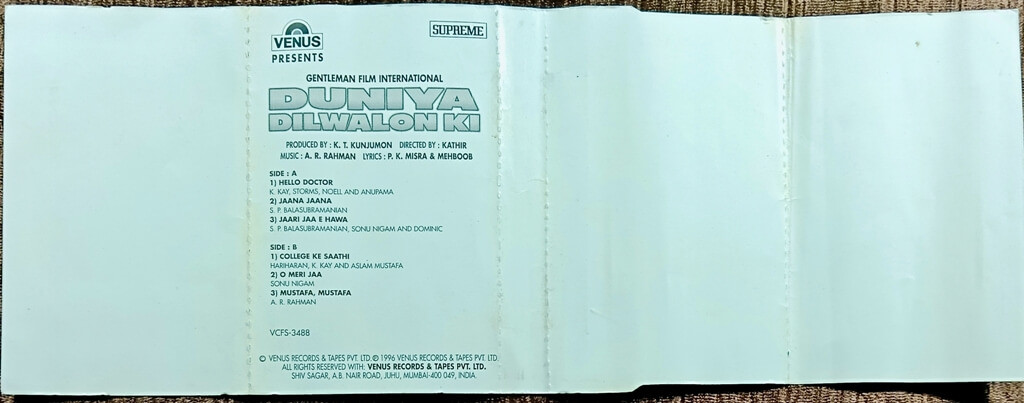 VENUS
PRESENTS
SUPREME
GENTLEMAN FILM INTERNATIONAL
DUNIYA
DILWALON KI
PRODUCED BY : K. T. KUNJUMON DIRECTED BY : KATHIR
MUSIC : A. R. RAHMAN LYRICS : P. K. MISRA & MEHBOOB
SIDE : A
1) HELLO DOCTOR
K. KAY, STORMS, NOELL AND ANUPAMA
2) JAANA JAANA
S. P. BALASUBRAMANIAN
3) JAARI JAA E HAWA
S. P. BALASUBRAMANIAN, SONU NIGAM AND DOMINIC
SIDE : B
1) COLLEGE KE SAATHI
HARIHARAN, K. KAY AND ASLAM MUSTAFA
2) O MERI JAA
SONU NIGAM
3) MUSTAFA, MUSTAFA
A. R. RAHMAN
VCFS-3488
© VENUS RECORDS & TAPES PVT. LTD. ℗ 1996 VENUS RECORDS & TAPES PVT. LTD.
ALL RIGHTS RESERVED WITH: VENUS RECORDS & TAPES PVT. LTD.
SHIV SAGAR, A.B. NAIR ROAD, JUHU, MUMBAI-400 049, INDIA.